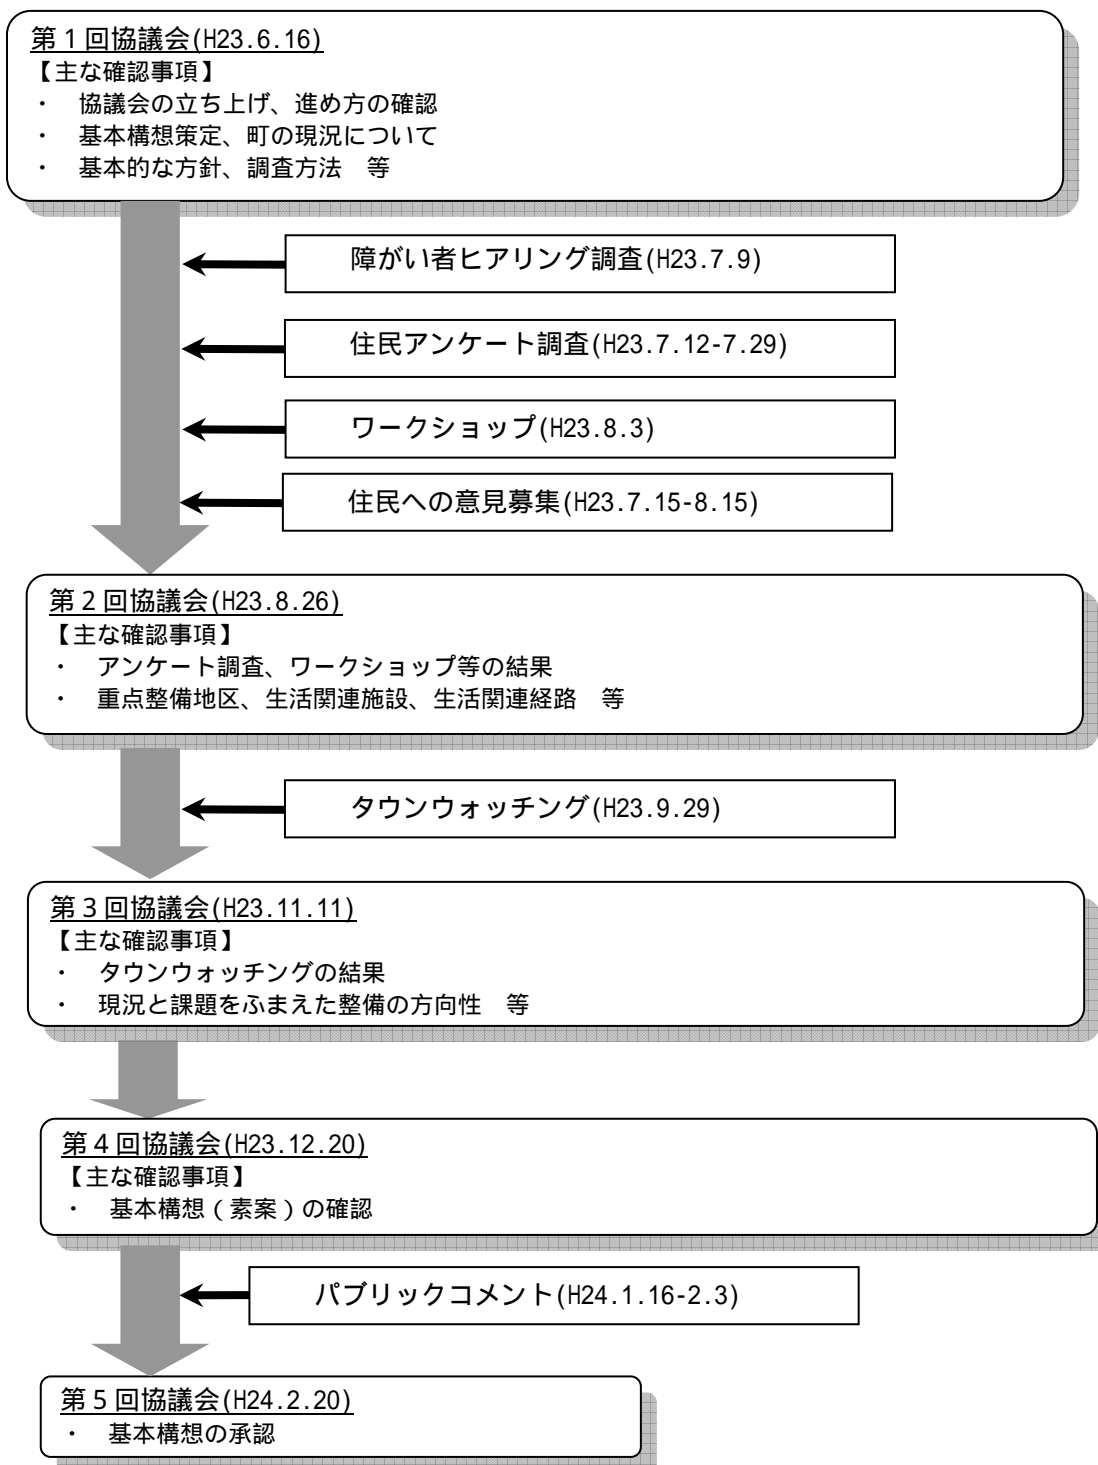 第１回協議会(H23.6.16)
【主な確認事項】
・　協議会の立ち上げ、進め方の確認
・　基本構想策定、町の現況について
・　基本的な方針、調査方法　等
障がい者ヒアリング調査(H23.7.9)
住民アンケート調査(H23.7.12-7.29)
ワークショップ(H23.8.3)
住民への意見募集(H23.7.15-8.15)
第２回協議会(H23.8.26)
【主な確認事項】
・　アンケート調査、ワークショップ等の結果
・　重点整備地区、生活関連施設、生活関連経路　等
タウンウォッチング(H23.9.29)
第３回協議会(H23.11.11)
【主な確認事項】
・　タウンウォッチングの結果
・　現況と課題をふまえた整備の方向性　等
第４回協議会(H23.12.20)
【主な確認事項】
・　基本構想（素案）の確認
パブリックコメント(H24.1.16-2.3)
第５回協議会(H24.2.20)
・　基本構想の承認